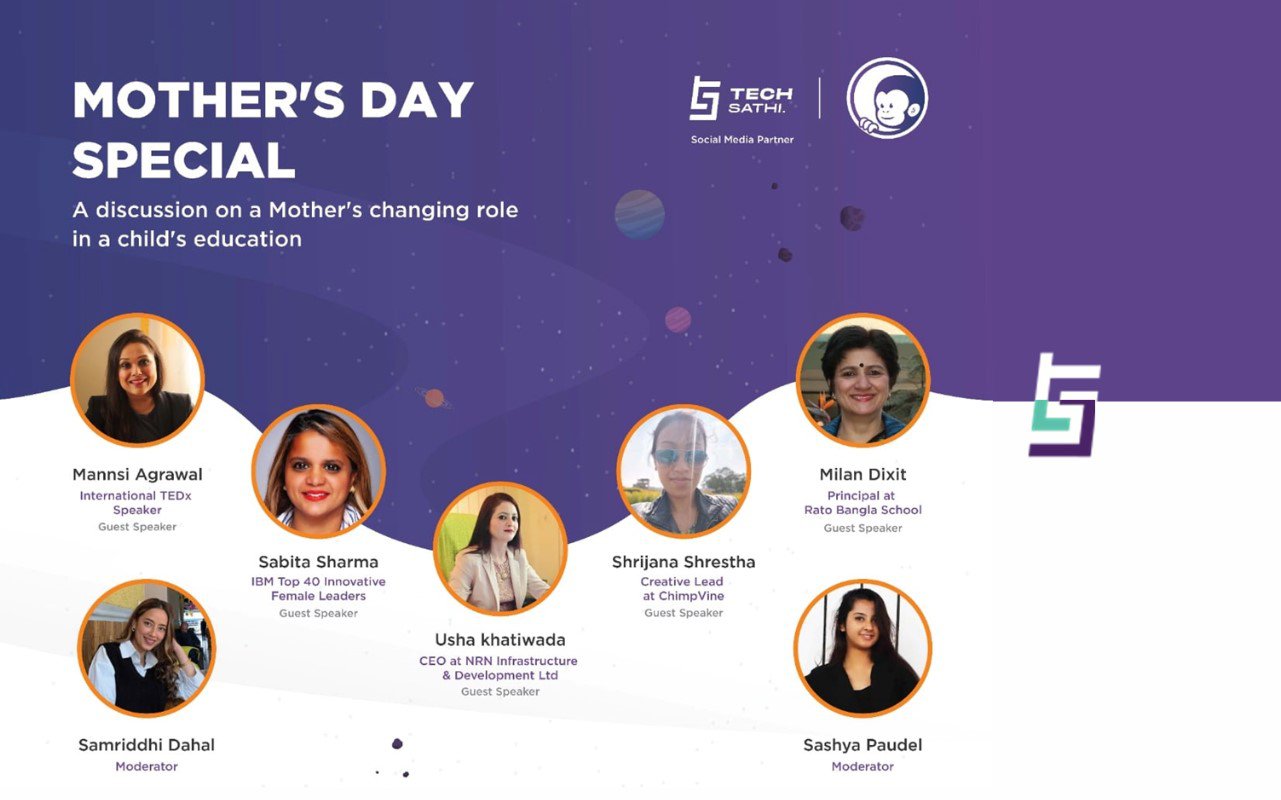 MOTHER'S DAY
SPECIAL
A discussion on a Mother's changing role
in a child's education
TECH
SATHI.
Social Media Partner
Mannsi Agrawal
International TEDx
Speaker
Guest Speaker
Sabita Sharma
IBM Top 40 Innovative
Female Leaders
Guest Speaker
Usha khatiwada
CEO at NRN Infrastructure
& Development Ltd
Guest Speaker
Shrijana Shrestha
Creative Lead
at ChimpVine
Guest Speaker
Milan Dixit
Principal at
Rato Bangla School
Guest Speaker
Samriddhi Dahal
Moderator
Sashya Paudel
Moderator